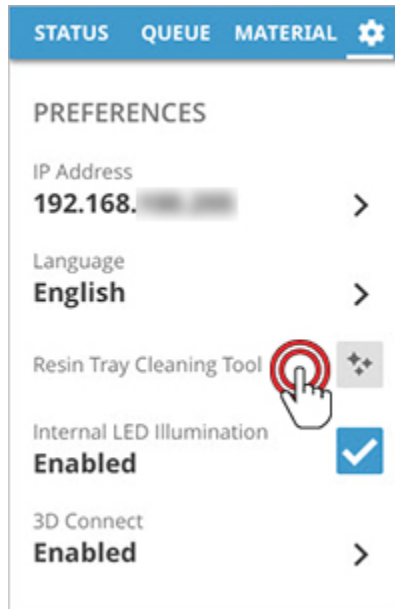 STATUS QUEUE MATERIAL
PREFERENCES
IP Address
192.168.
Language
English
Resin Tray Cleaning Tool
Internal LED Illumination
Enabled
3D Connect
Enabled